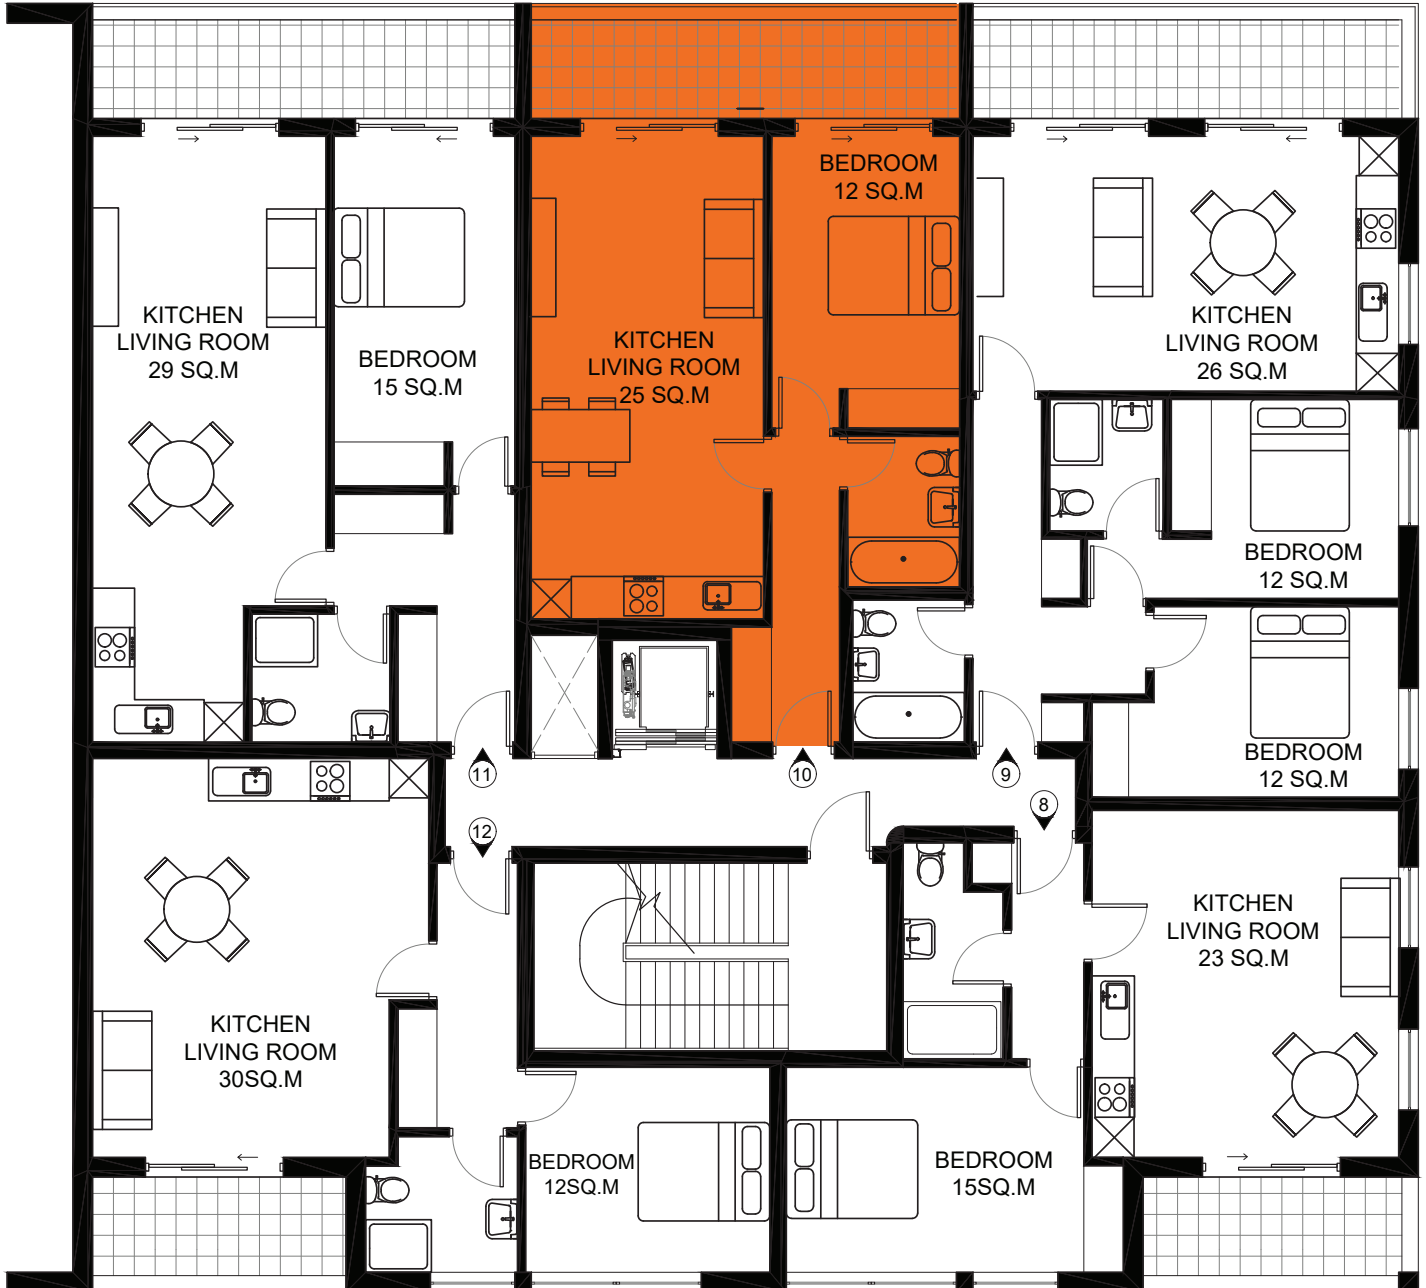 BEDROOM
12 SQ.M
KITCHEN
LIVING ROOM
29 SQ.M
BEDROOM
15 SQ.M
KITCHEN
LIVING ROOM
25 SQ.M
KITCHEN
LIVING ROOM
26 SQ.M
BEDROOM
12 SQ.M
BEDROOM
12 SQ.M
11
10
9
8
12
KITCHEN
LIVING ROOM
23 SQ.M
KITCHEN
LIVING ROOM
30SQ.M
BEDROOM
12SQ.M
BEDROOM
15SQ.M